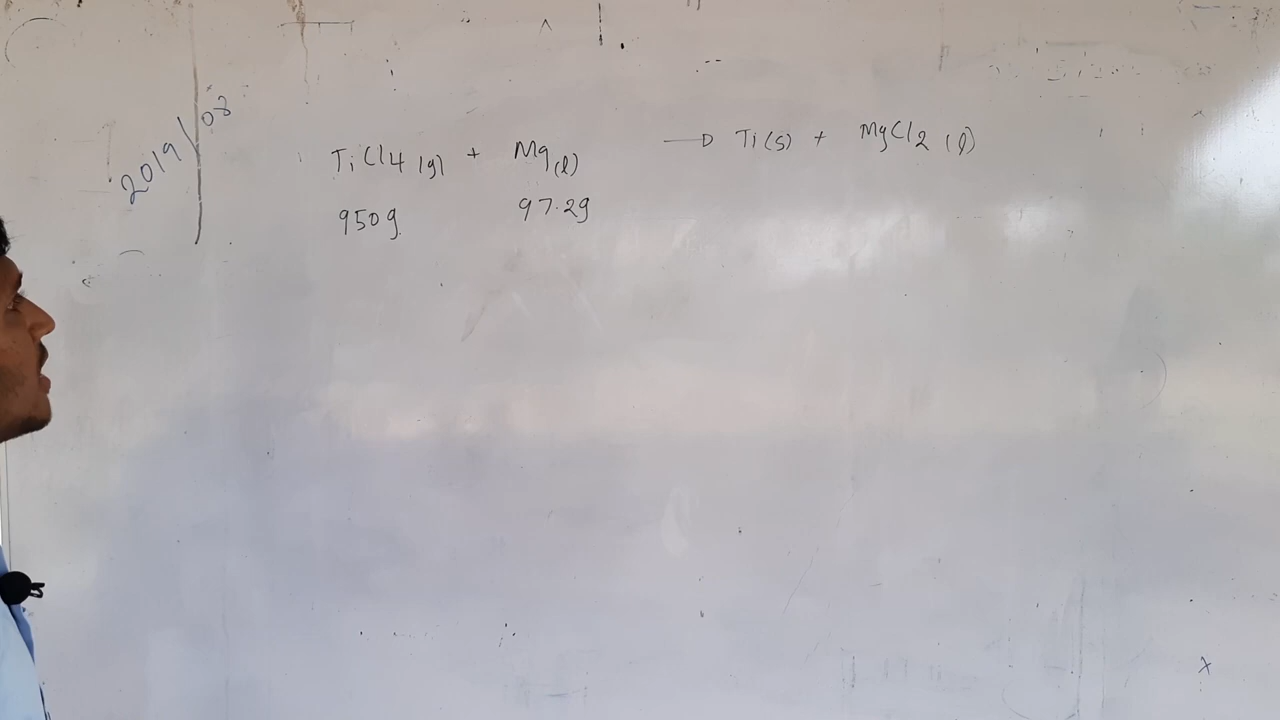 2019/08
TiCl4 (g) + Mg (l) → Ti (s) + MgCl2 (l)
950g 97.2g